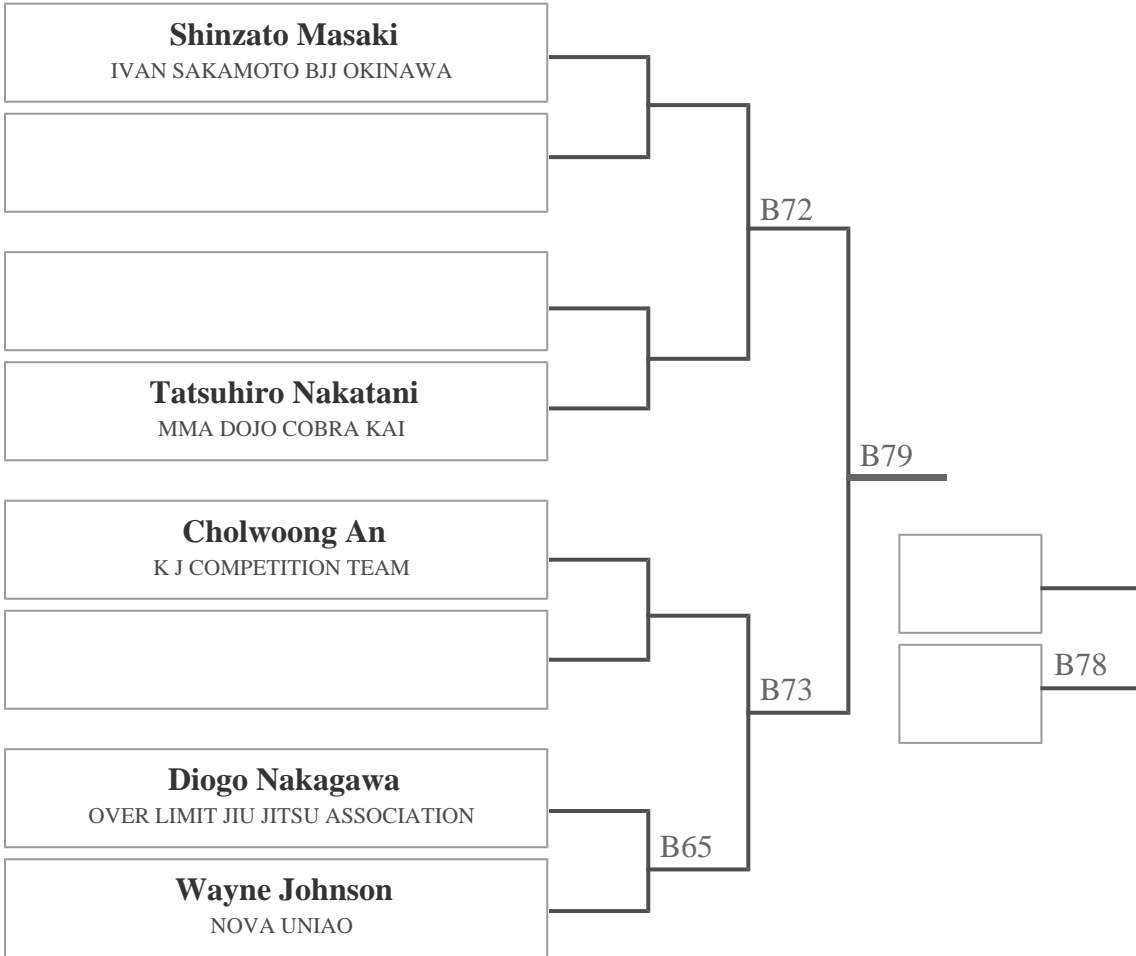 Shinzato Masaki
IVAN SAKAMOTO BJJ OKINAWA
B72
Tatsuhiro Nakatani
MMA DOJO COBRA KAI
B79
Cholwoong An
K J COMPETITION TEAM
B73
B78
Diogo Nakagawa
OVER LIMIT JIU JITSU ASSOCIATION
B65
Wayne Johnson
NOVA UNIAO